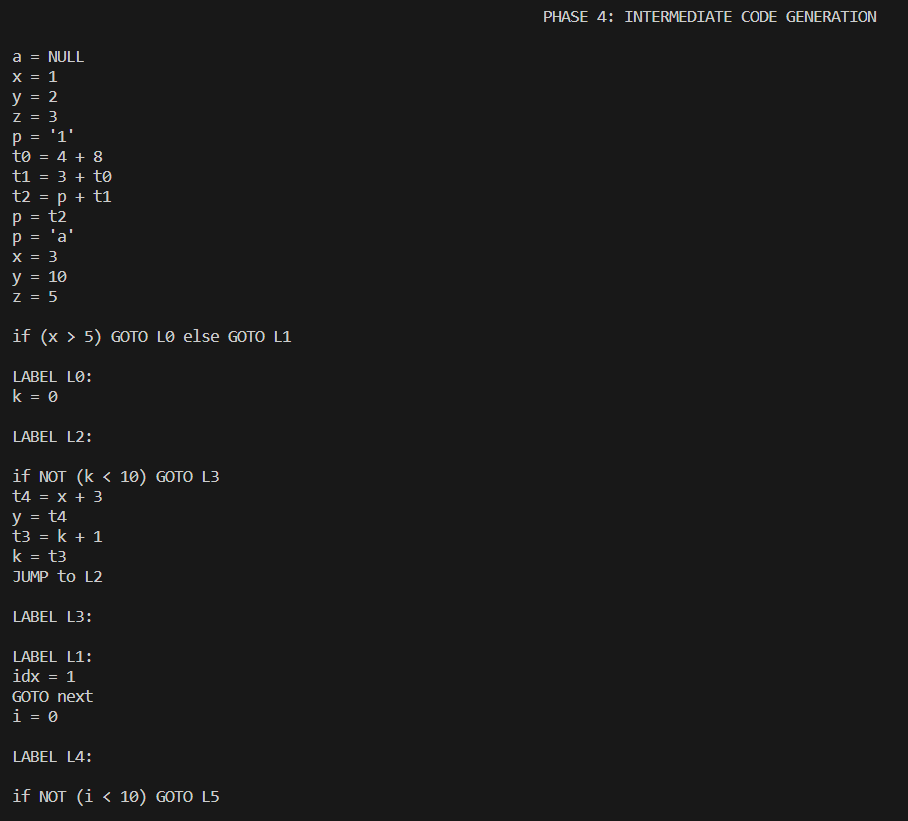 PHASE 4: INTERMEDIATE CODE GENERATION
a = NULL
x = 1
y = 2
z = 3
p = '1'
t0 = 4 + 8
t1 = 3 + t0
t2 = p + t1
p = t2
p = 'a'
x = 3
y = 10
z = 5
if (x > 5) GOTO L0 else GOTO L1
LABEL L0:
k = 0
LABEL L2:
if NOT (k < 10) GOTO L3
t4 = x + 3
y = t4
t3 = k + 1
k = t3
JUMP to L2
LABEL L3:
LABEL L1:
idx = 1
GOTO next
i = 0
LABEL L4:
if NOT (i < 10) GOTO L5